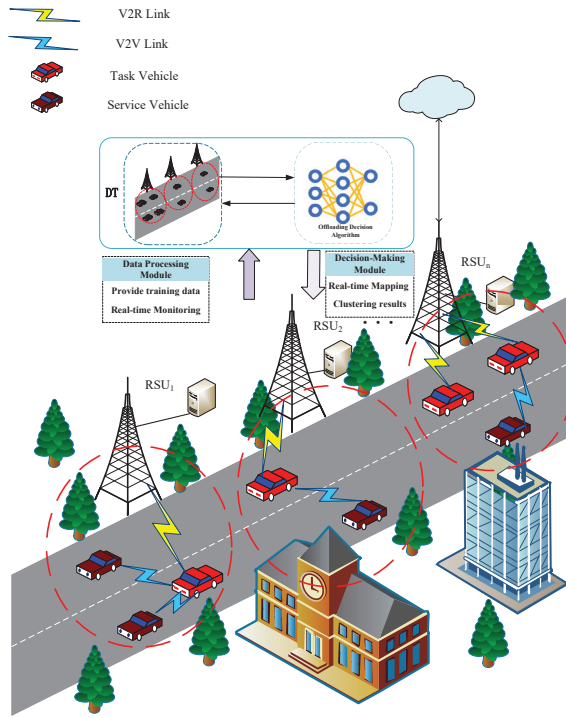 V2R Link
V2V Link
Task Vehicle
Service Vehicle
DT
Offloading Decision
Algorithm
Data Processing
Module
Provide training data
Real-time Monitoring
Decision-Making
Module
Real-time Mapping
Clustering results
. . .
RSUn
RSU2
RSU1